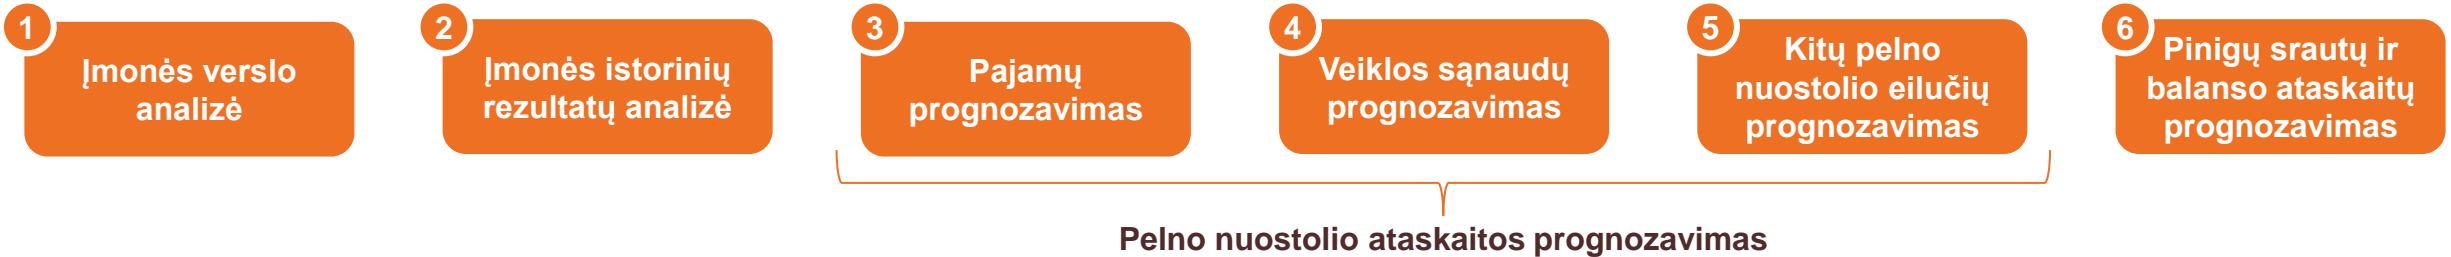 1
Įmonės verslo
analizė
2
Įmonės istorinių
rezultatų analizė
3
Pajamų
prognozavimas
4
Veiklos sąnaudų
prognozavimas
5
Kitų pelno
nuostolio eilučių
prognozavimas
6
Pinigų srautų ir
balanso ataskaitų
prognozavimas
Pelno nuostolio ataskaitos prognozavimas